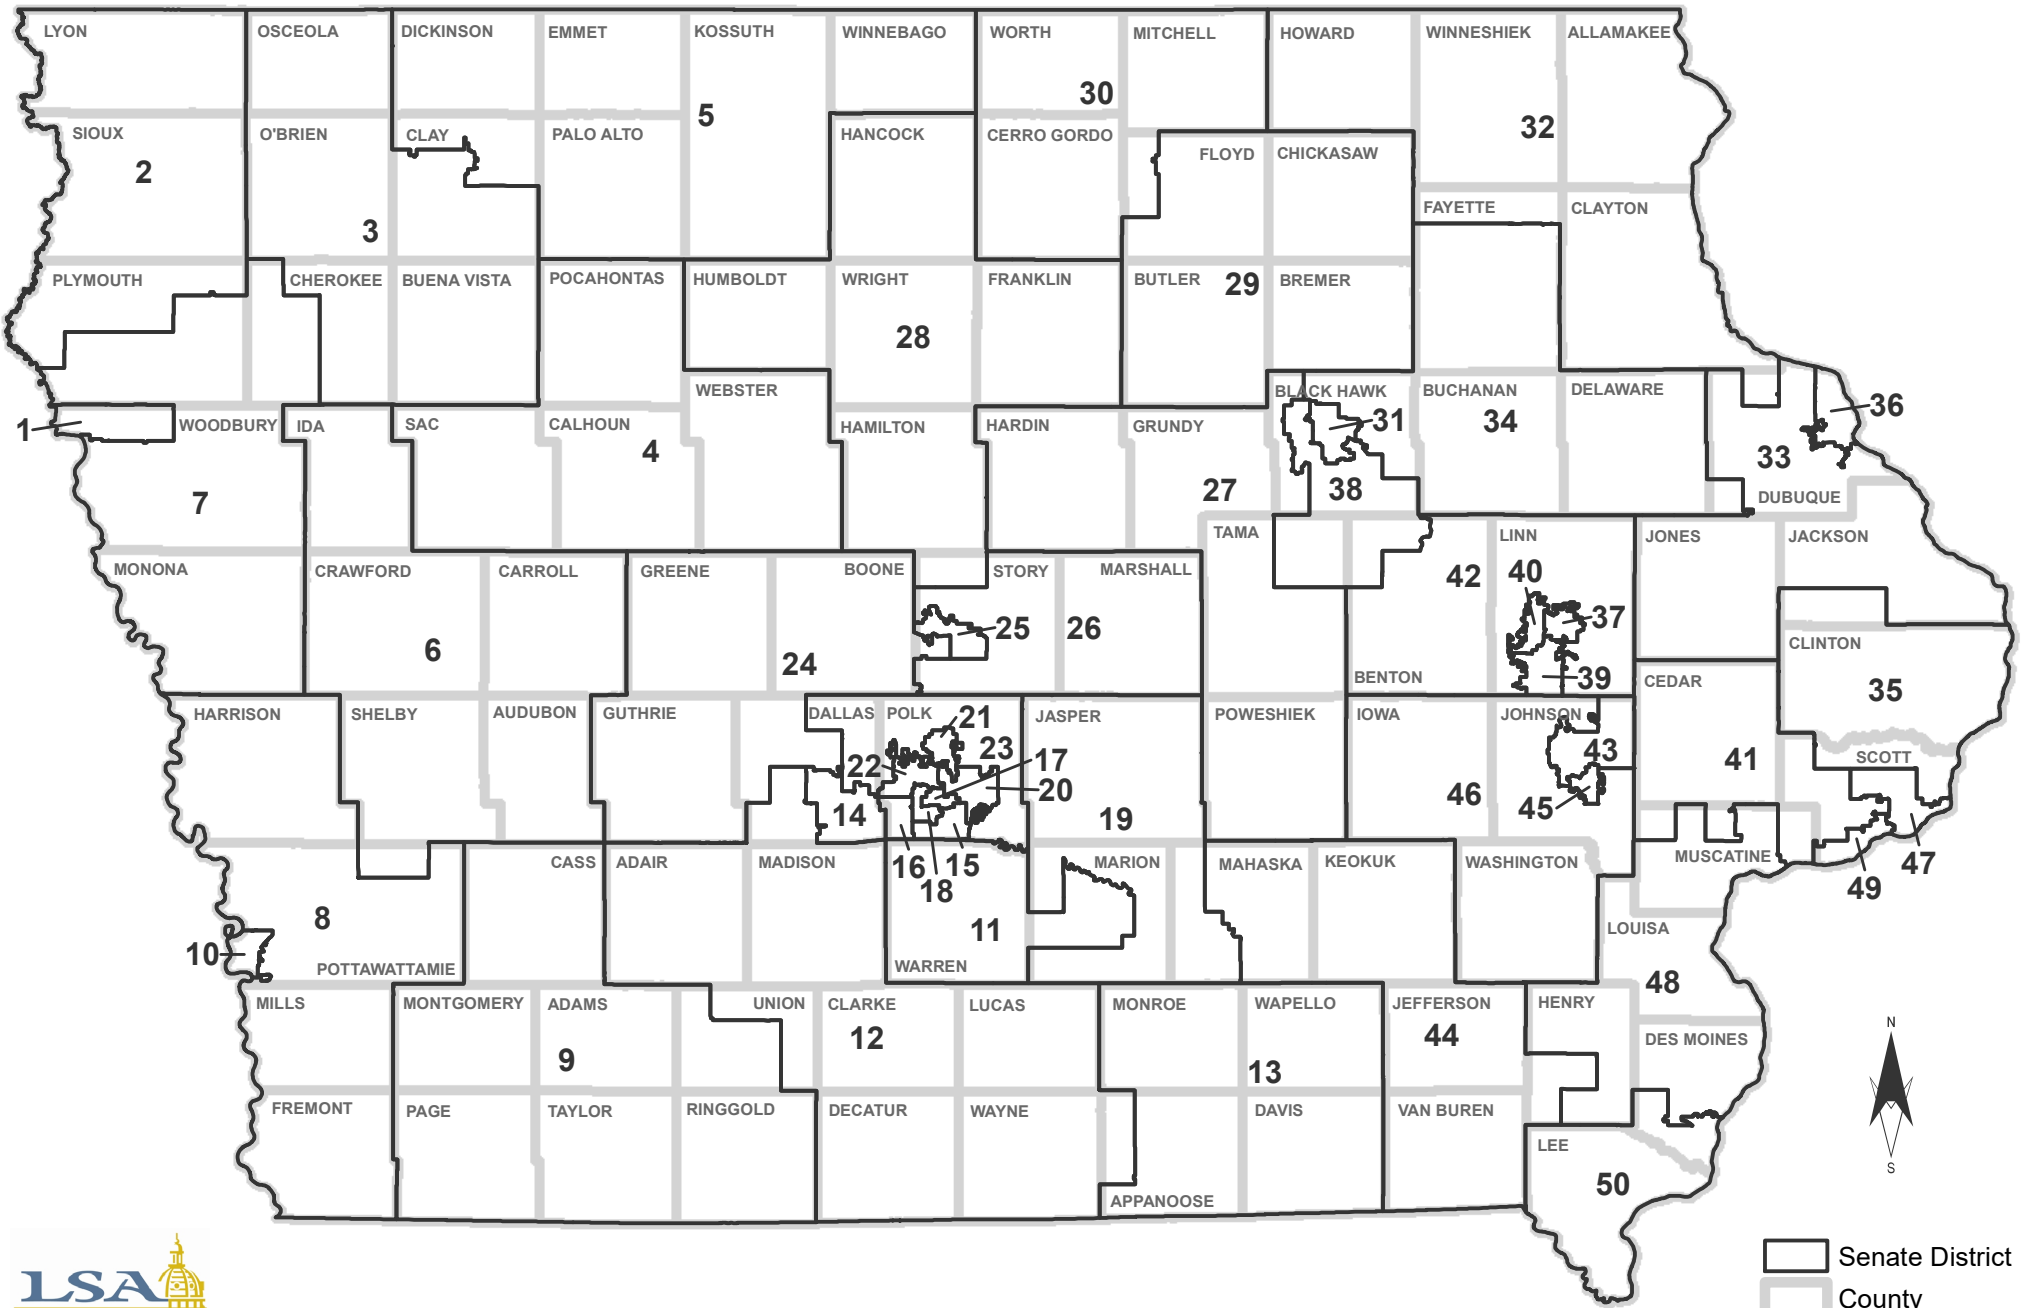 LYON OSCEOLA DICKINSON EMMET KOSSUTH WINNEBAGO WORTH MITCHELL HOWARD WINNESHIEK ALLAMAKEE
30
5
32
SIOUX O'BRIEN CLAY PALO ALTO HANCOCK CERRO GORDO FLOYD CHICKASAW
2
FAYETTE CLAYTON
3
PLYMOUTH CHEROKEE BUENA VISTA POCAHONTAS HUMBOLDT WRIGHT FRANKLIN BUTLER 29 BREMER
28
WEBSTER BLACK HAWK BUCHANAN DELAWARE
36
1 WOODBURY IDA SAC CALHOUN HAMILTON HARDIN GRUNDY 31 34
4 33
7 27 38 DUBUQUE
TAMA LINN JONES JACKSON
MONONA CRAWFORD CARROLL GREENE BOONE STORY MARSHALL 42 40
25 26 37
6 24 BENTON 39 CLINTON
CEDAR 35
HARRISON SHELBY AUDUBON GUTHRIE DALLAS POLK 21 JASPER POWESHIEK IOWA JOHNSON
23 17 43 41 SCOTT
22 20
14 19 46 45
16 18 15 CASS ADAIR MADISON MARION MAHASKA KEOKUK WASHINGTON MUSCATINE 49 47
8 11 LOUISA
10 POTTAWATTAMIE WARREN
48
MILLS MONTGOMERY ADAMS UNION CLARKE LUCAS MONROE WAPELLO JEFFERSON HENRY
N
9 12 13 44 DES MOINES
FREMONT PAGE TAYLOR RINGGOLD DECATUR WAYNE DAVIS VAN BUREN
LEE
S
APPANOOSE 50
LSA
Senate District
County